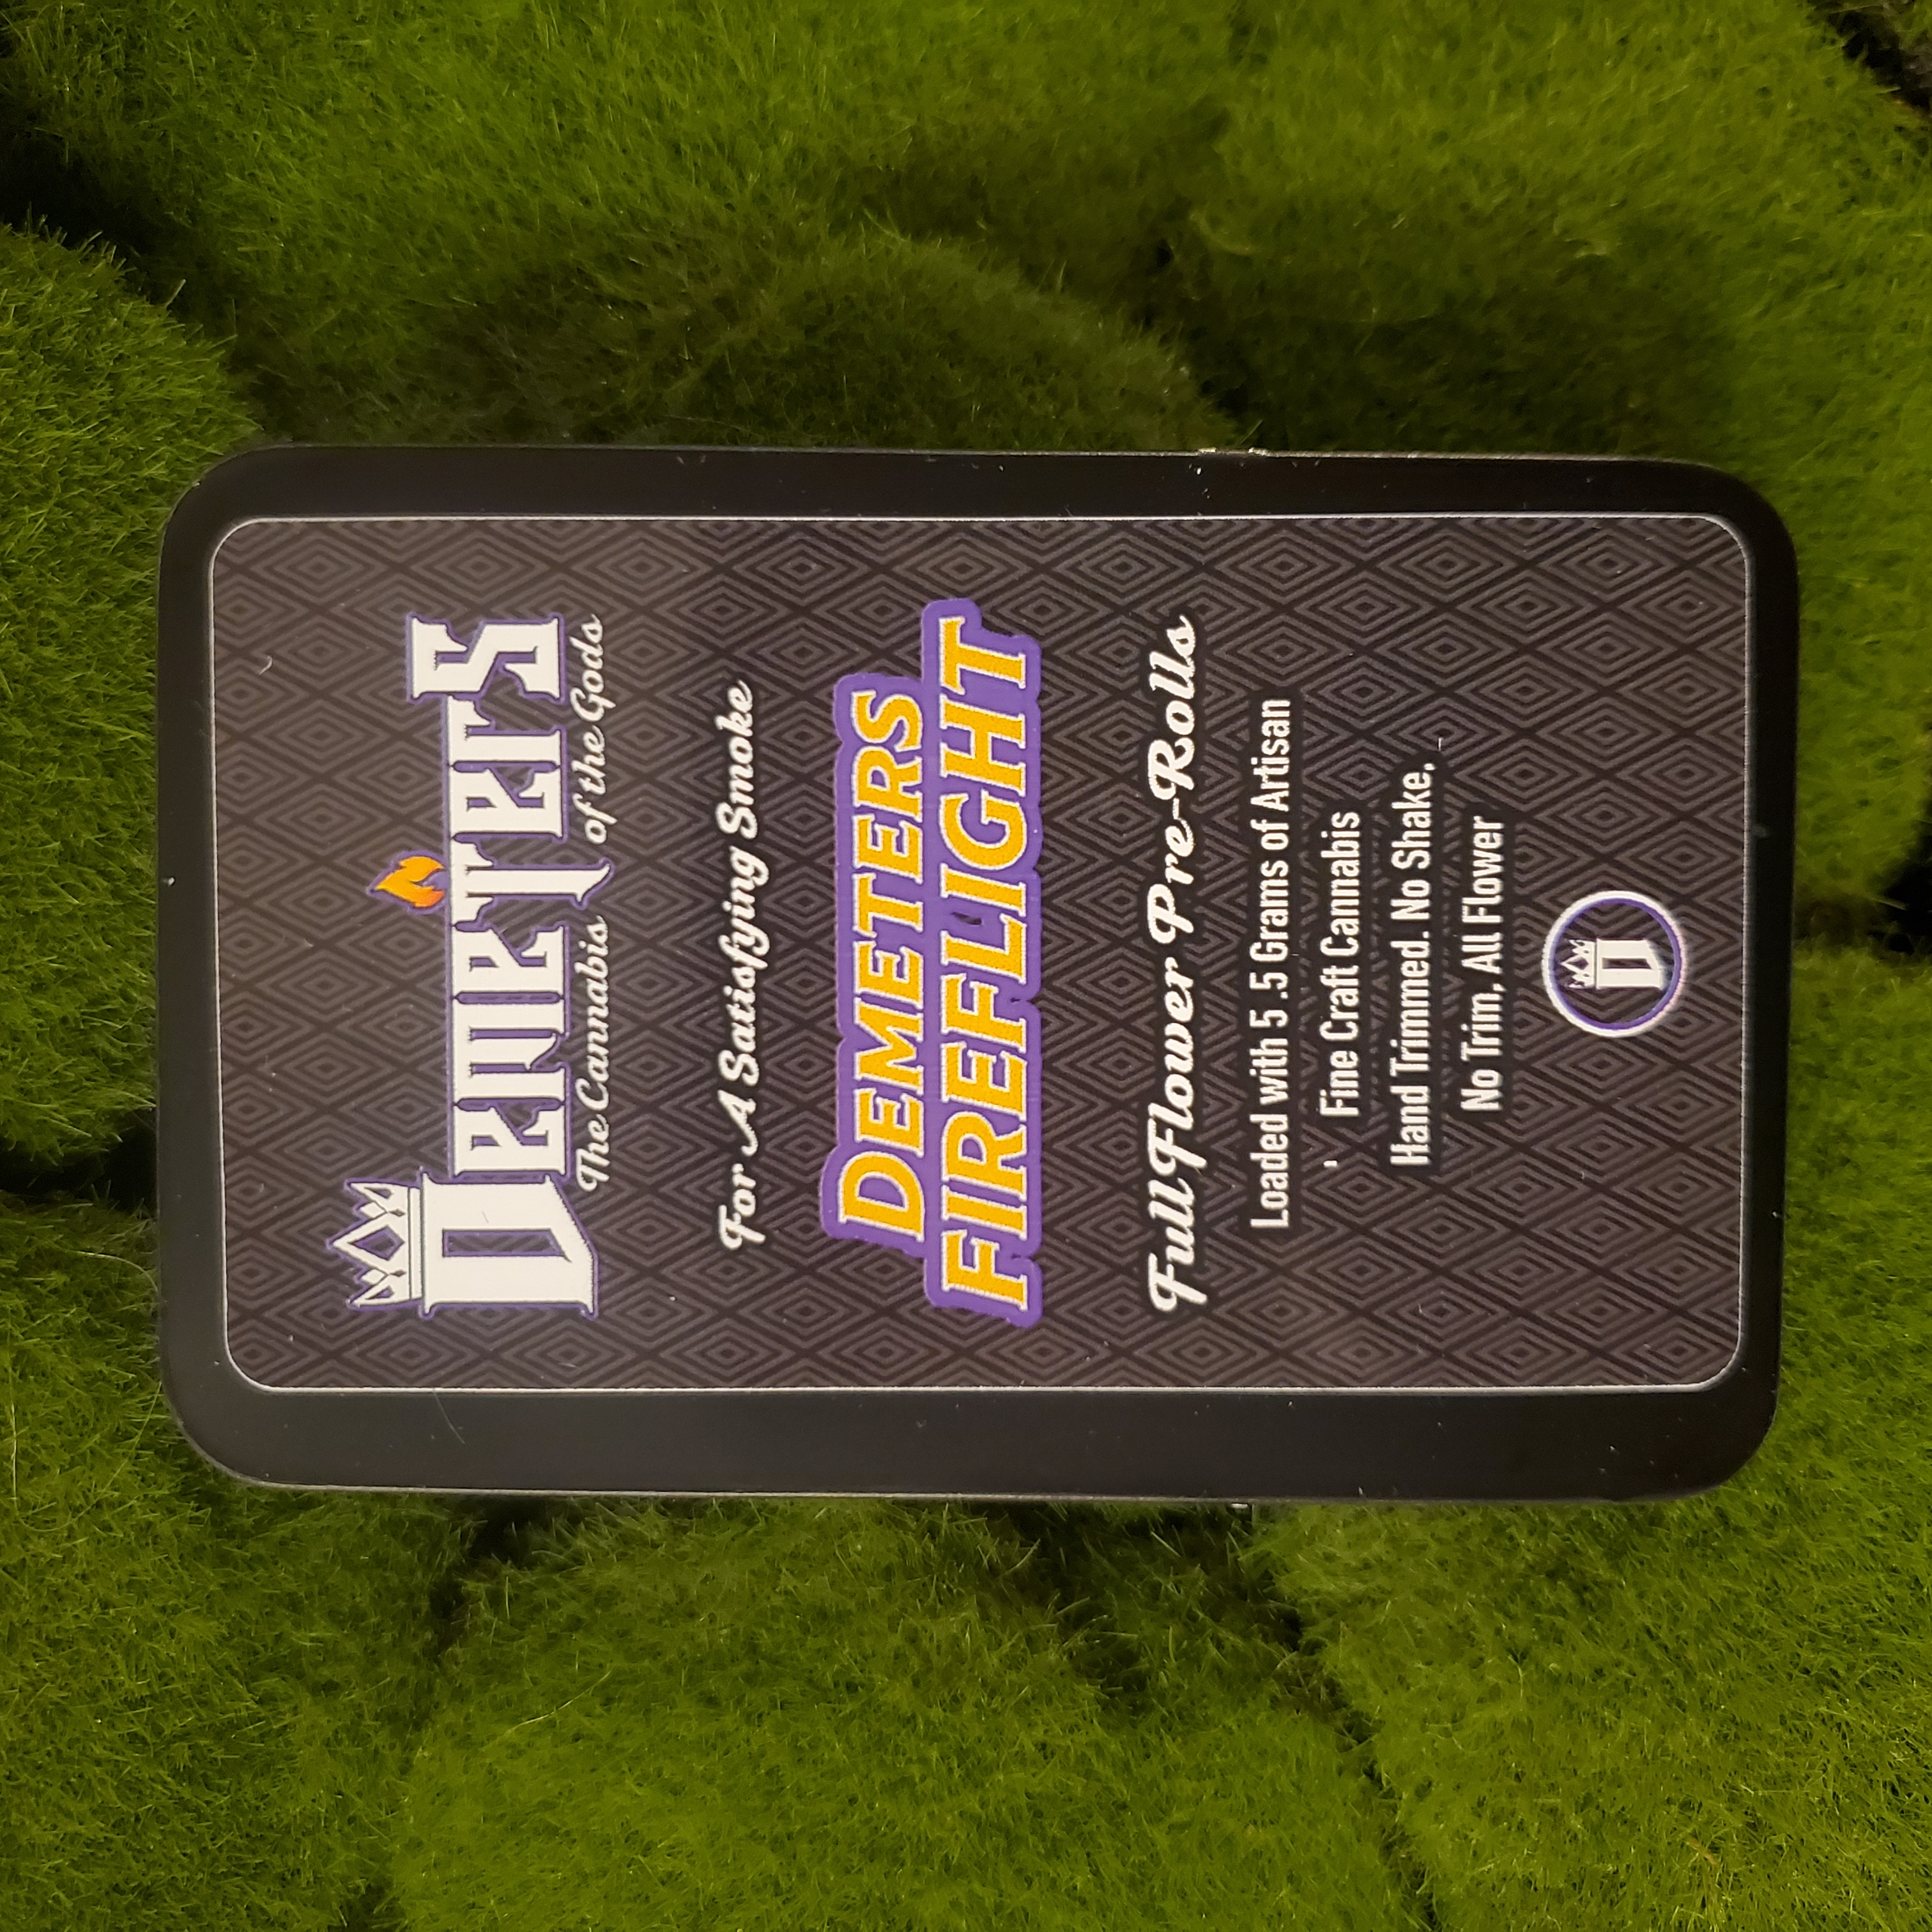 DEMETERS
The Cannabis of the Gods
For A Satisfying Smoke
DEMETERS
FIREFLIGHT
Full Flower Pre-Rolls
Loaded with 5 .5 Grams of Artisan
Fine Craft Cannabis
Hand Trimmed. No Shake,
No Trim, All Flower
D